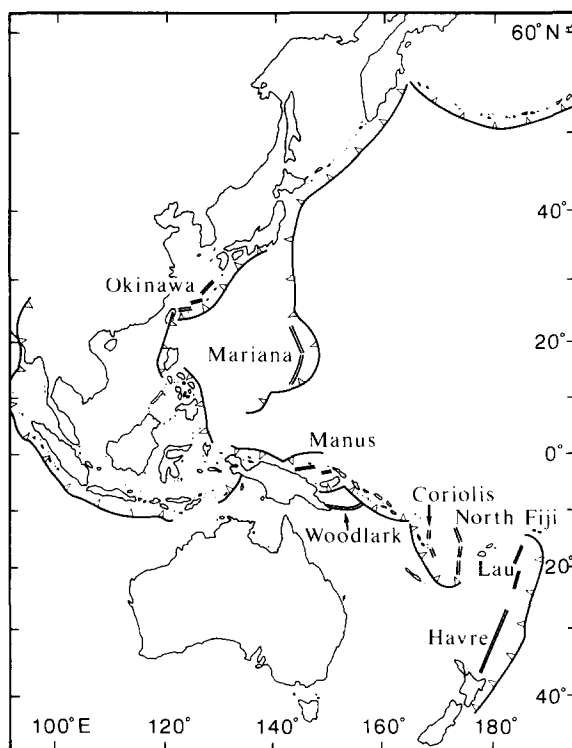 60°N
40°
Okinawa
20°
Mariana
Manus
0°
Coriolis
North Fiji
Woodlark
Lau
20°
Havre
40°
100°E
120°
140°
160°
180°